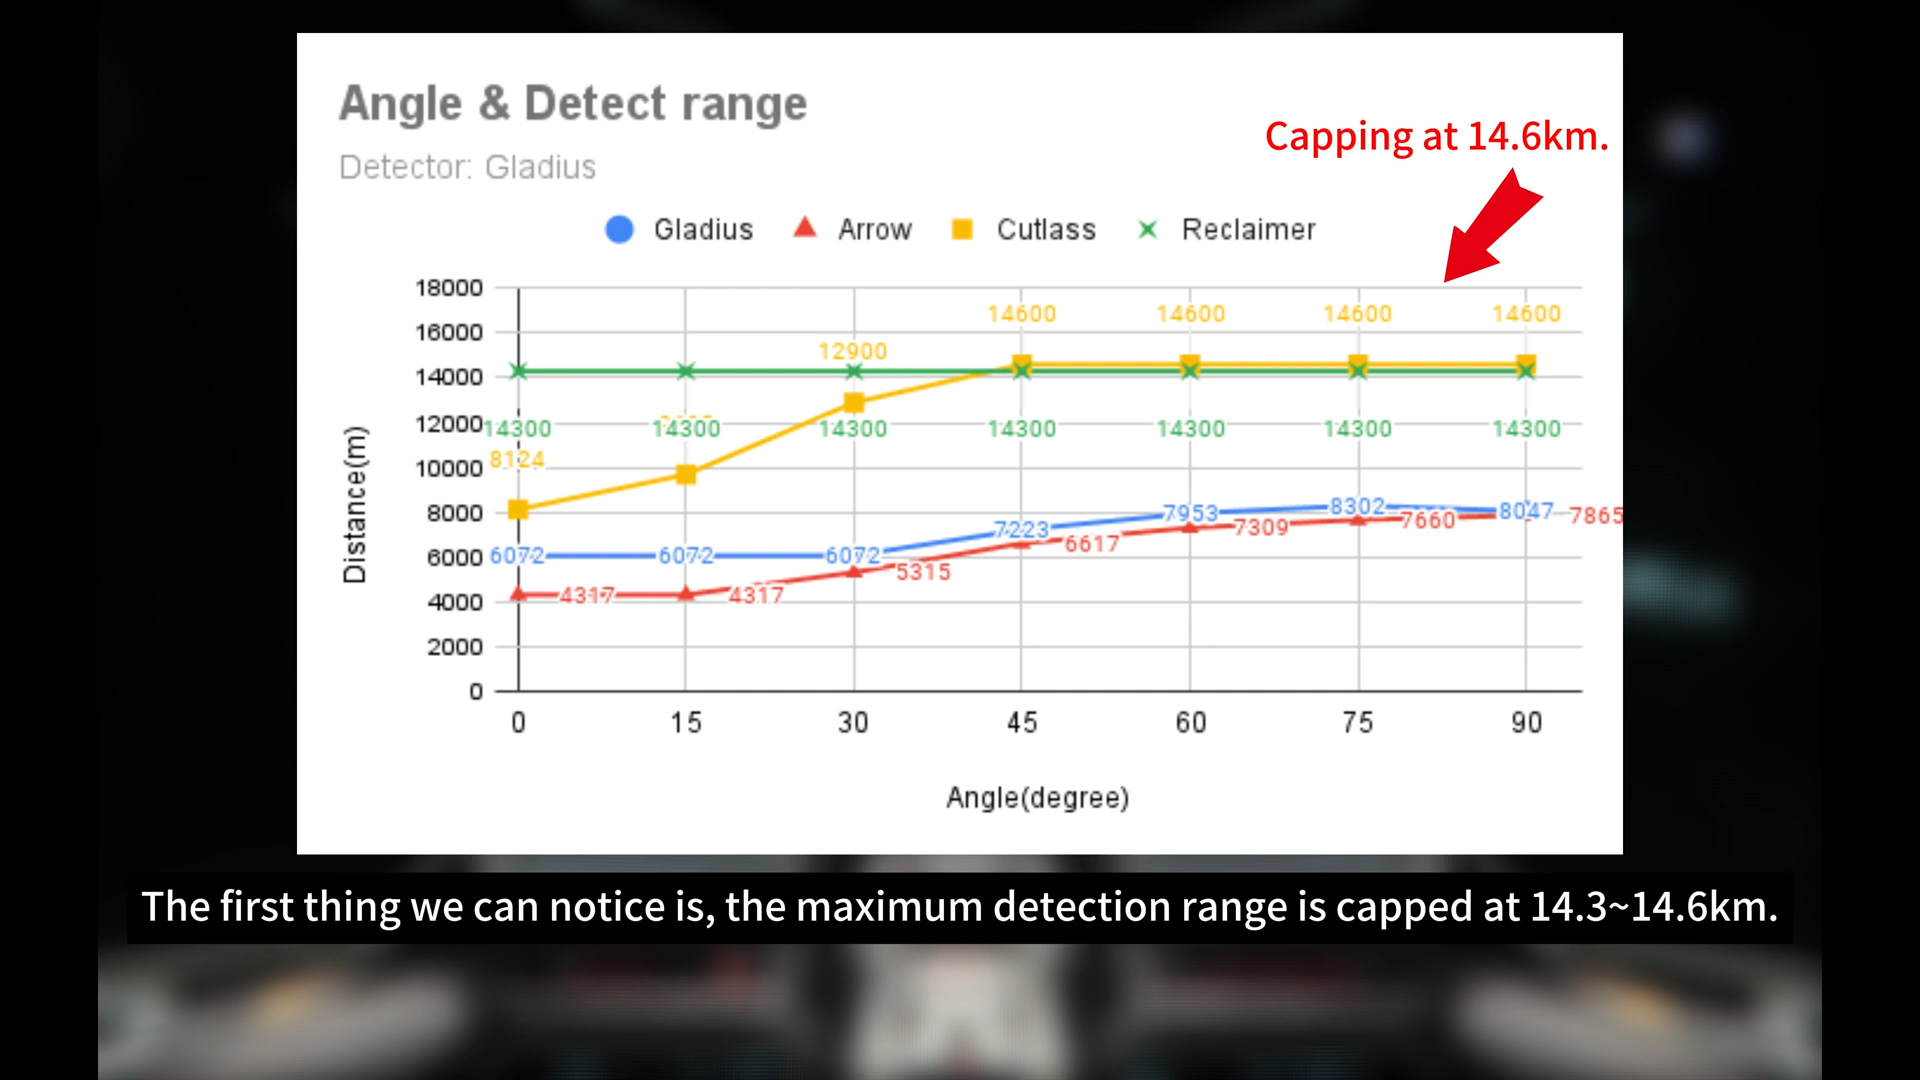 Angle & Detect range
Capping at 14.6km.
Detector: Gladius
Gladius Arrow Cutlass Reclaimer
18000
14600 14600 14600 14600
16000
12900
14000
12000
14300 14300 14300 14300 14300 14300 14300
10000
8124
8000
6072 6072 6072 7223 7953 8302 8047
4317 4317 5315 6617 7309 7660 7865
6000
4000
2000
0
Distance(m)
0 15 30 45 60 75 90
Angle(degree)
The first thing we can notice is, the maximum detection range is capped at 14.3~14.6km.